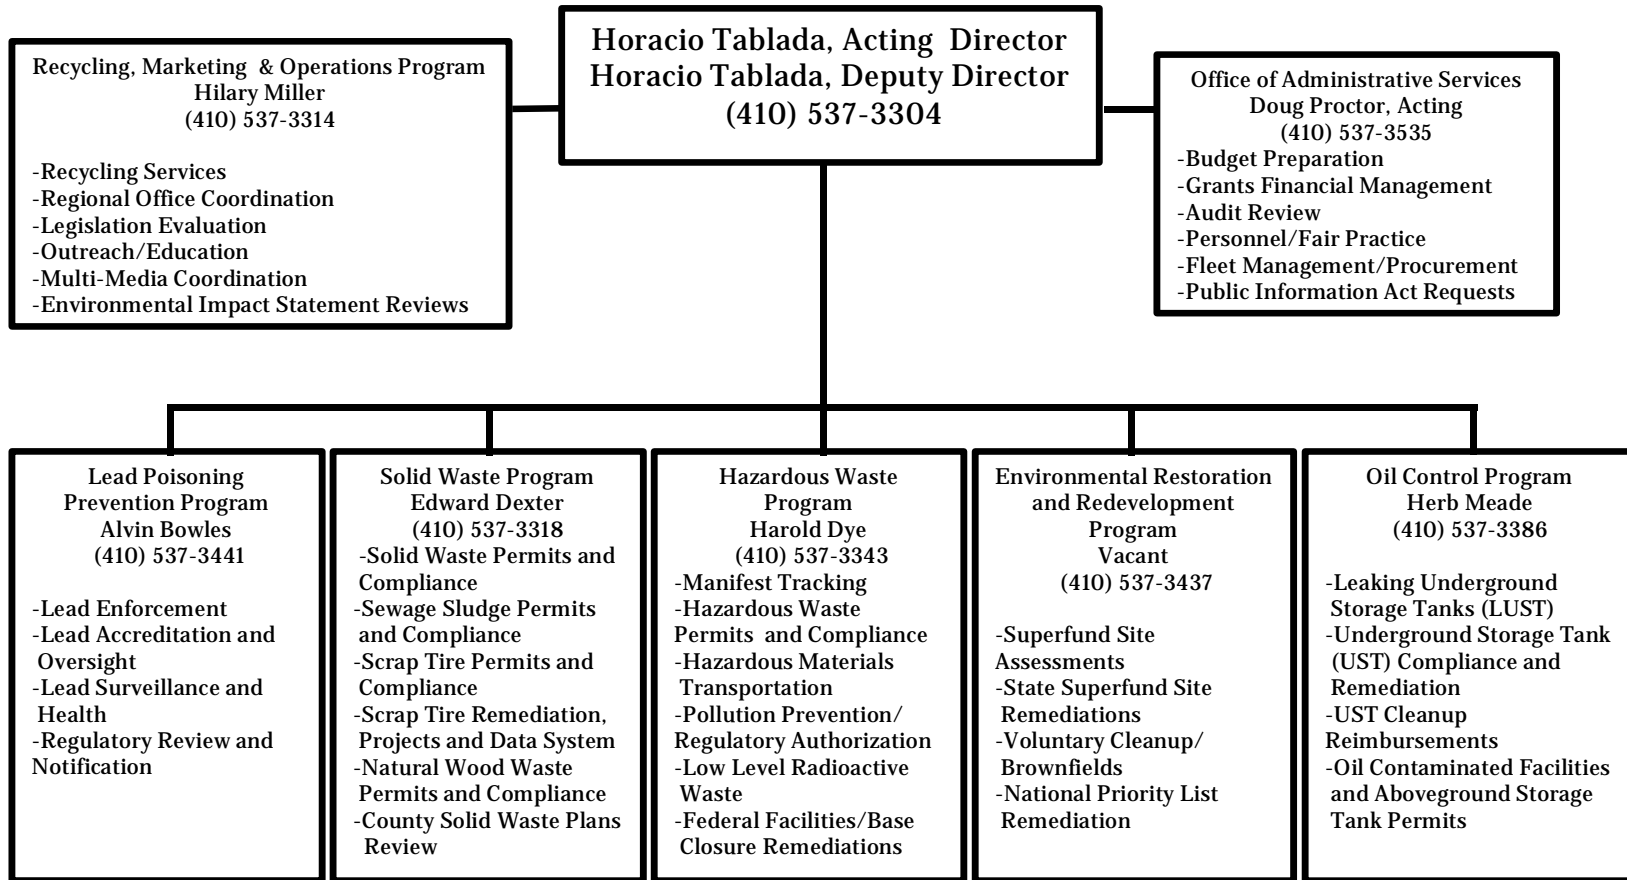 Horacio Tablada, Acting Director
Horacio Tablada, Deputy Director
(410) 537-3304
Recycling, Marketing & Operations Program
Hilary Miller
(410) 537-3314
-Recycling Services
-Regional Office Coordination
-Legislation Evaluation
-Outreach/Education
-Multi-Media Coordination
-Environmental Impact Statement Reviews
Office of Administrative Services
Doug Proctor, Acting
(410) 537-3535
-Budget Preparation
-Grants Financial Management
-Audit Review
-Personnel/Fair Practice
-Fleet Management/Procurement
-Public Information Act Requests
Lead Poisoning
Prevention Program
Alvin Bowles
(410) 537-3441
-Lead Enforcement
-Lead Accreditation and
Oversight
-Lead Surveillance and
Health
-Regulatory Review and
Notification
Solid Waste Program
Edward Dexter
(410) 537-3318
-Solid Waste Permits and
Compliance
-Sewage Sludge Permits
and Compliance
-Scrap Tire Permits and
Compliance
-Scrap Tire Remediation,
Projects and Data System
-Natural Wood Waste
Permits and Compliance
-County Solid Waste Plans
Review
Hazardous Waste
Program
Harold Dye
(410) 537-3343
-Manifest Tracking
-Hazardous Waste
Permits and Compliance
-Hazardous Materials
Transportation
-Pollution Prevention/
Regulatory Authorization
-Low Level Radioactive
Waste
-Federal Facilities/Base
Closure Remediations
Environmental Restoration
and Redevelopment
Program
Vacant
(410) 537-3437
-Superfund Site
Assessments
-State Superfund Site
Remediations
-Voluntary Cleanup/
Brownfields
-National Priority List
Remediation
Oil Control Program
Herb Meade
(410) 537-3386
-Leaking Underground
Storage Tanks (LUST)
-Underground Storage Tank
(UST) Compliance and
Remediation
-UST Cleanup
Reimbursements
-Oil Contaminated Facilities
and Aboveground Storage
Tank Permits